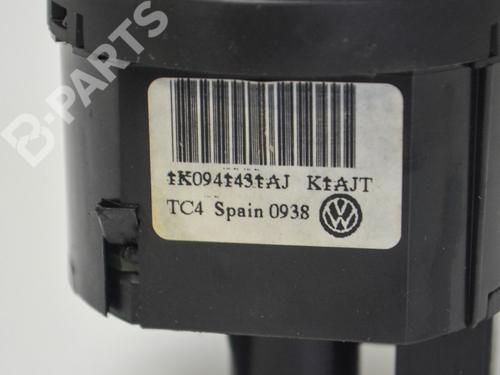 B-PARTS
1K0941431AJ K1AJT
TC4 Spain 0938
VW